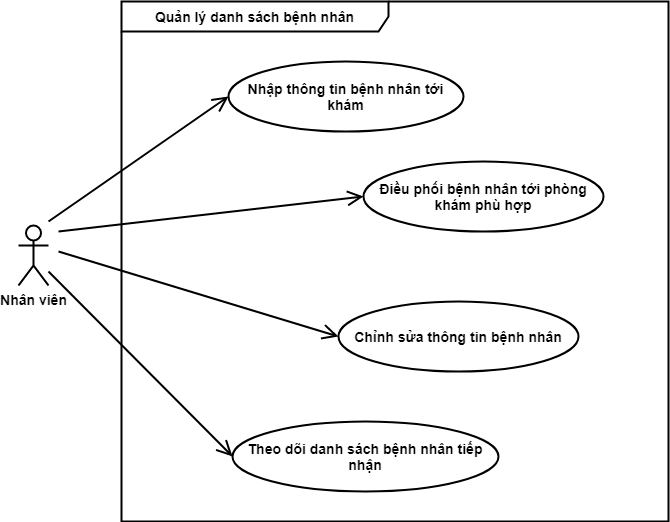 Quản lý danh sách bệnh nhân
Nhập thông tin bệnh nhân tới
khám
Điều phối bệnh nhân tới phòng
khám phù hợp
Nhân viên
Chỉnh sửa thông tin bệnh nhân
Theo dõi danh sách bệnh nhân tiếp
nhận